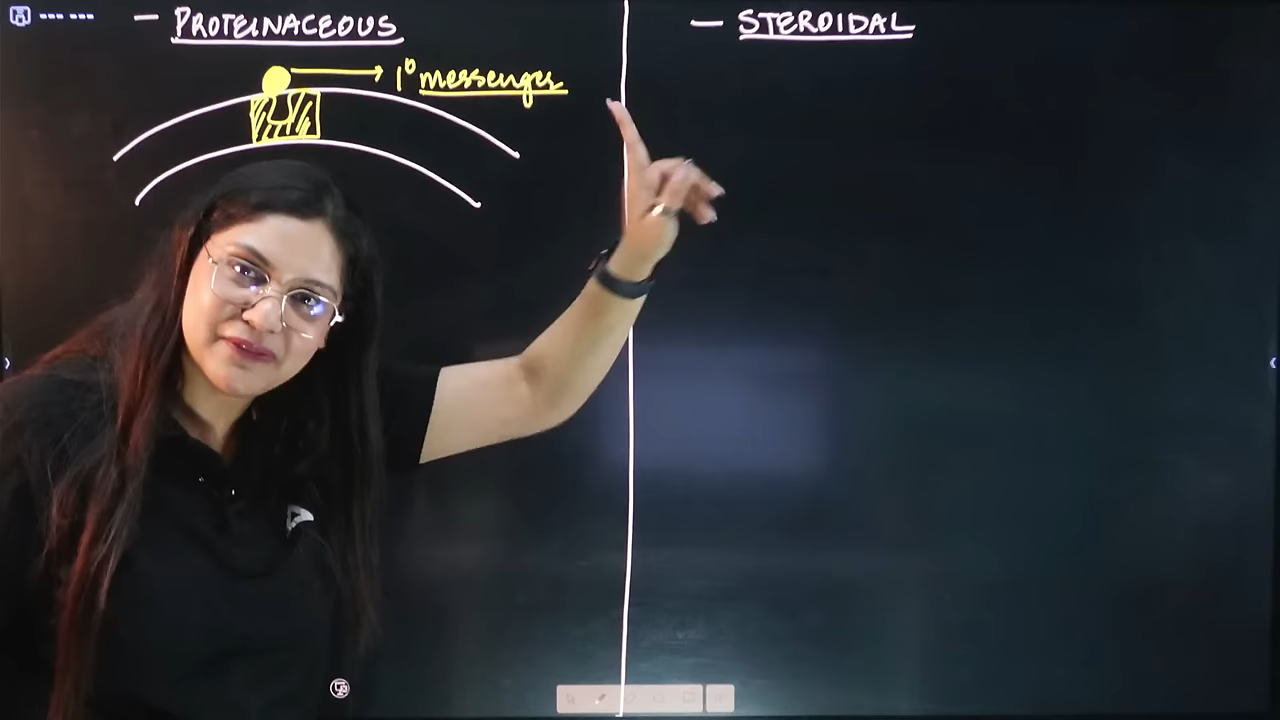 — PROTEINACEOUS
1° messenger
— STEROIDAL